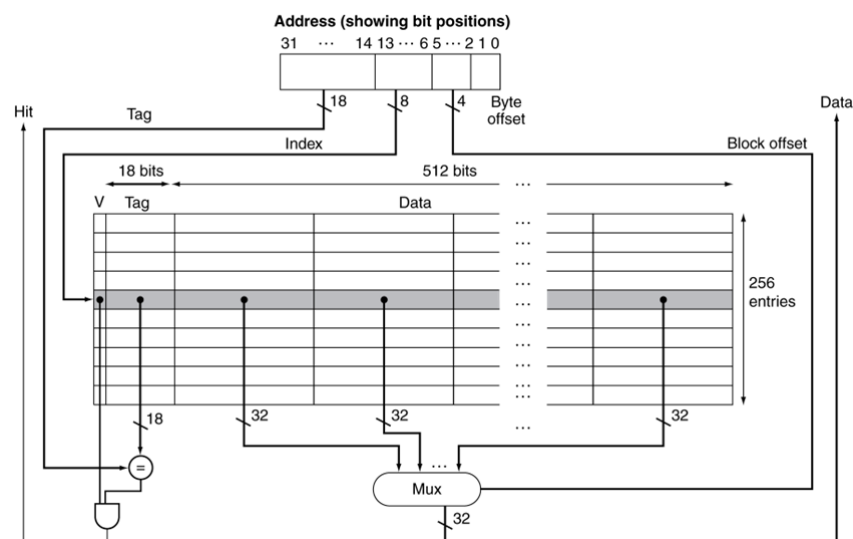 Address (showing bit positions)
31 ··· 14 13 ··· 6 5 ··· 2 1 0
18 8 4 Byte offset
Hit
Data
Tag
Index
Block offset
18 bits
512 bits
···
V Tag Data
···
···
···
···
···
···
···
···
···
···
256
entries
18 32 32 ··· 32
=
···
Mux
32